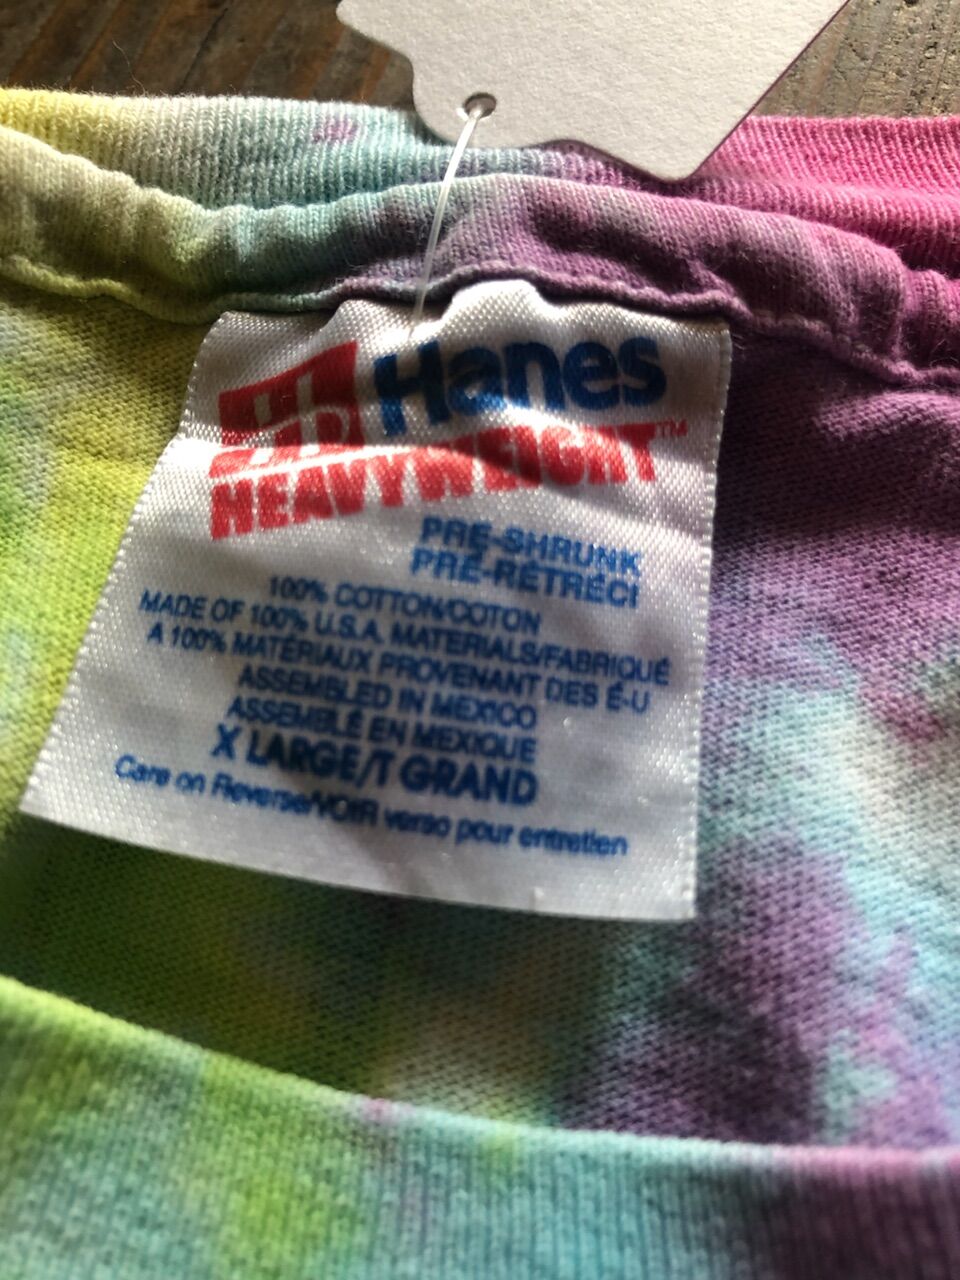 Hanes
HEAVYWEIGHT™
PRE-SHRUNK
PRÉ-RÉTRÉCI
100% COTTON/COTON
MADE OF 100% U.S.A. MATERIALS/FABRIQUÉ
A 100% MATÉRIAUX PROVENANT DES É-U
ASSEMBLED IN MEXICO
ASSEMBLÉ EN MEXIQUE
X LARGE/T GRAND
Care on Reverse/VOIR verso pour entretien